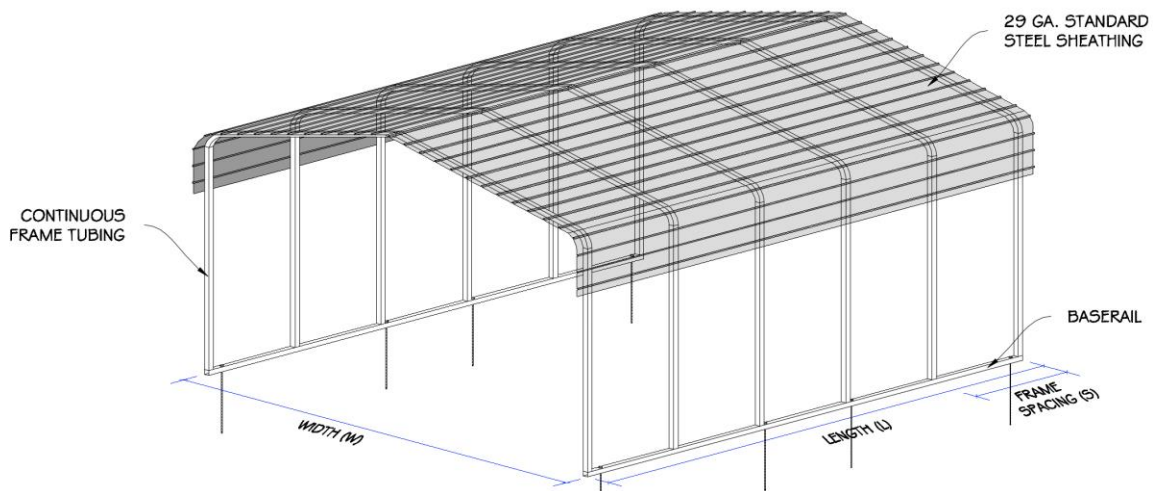 29 GA. STANDARD
STEEL SHEATHING
CONTINUOUS
FRAME TUBING
BASERAIL
FRAME
SPACING (S)
WIDTH (W)
LENGTH (L)